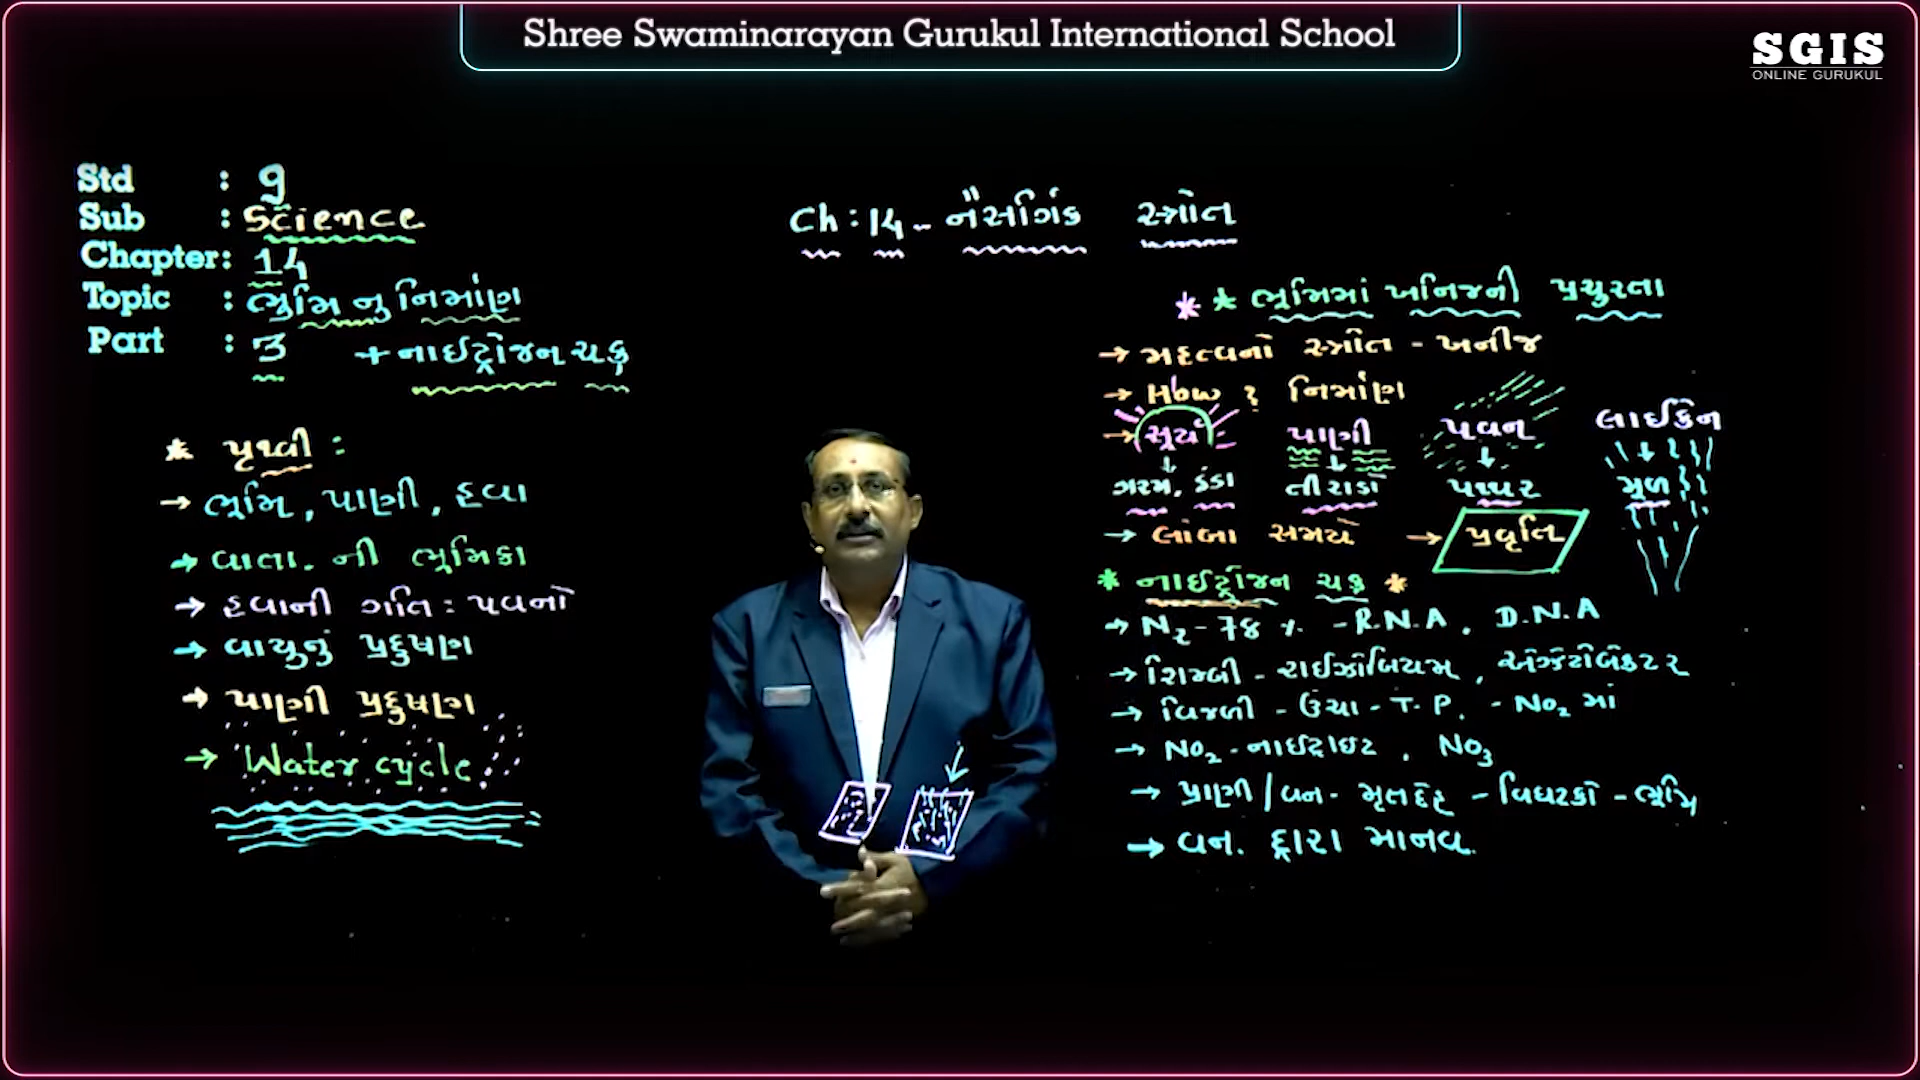 Shree Swaminarayan Gurukul International School
SGIS
ONLINE GURUKUL
Std : 9
Sub : Science
Chapter : 14
Topic : ભુમિ નુ નિર્માણ
Part : 3 + નાઈટ્રોજન ચક્ર
* પૃથ્વી :
→ ભૂમિ, પાણી, હવા
→ વાતા. ની ભૂમિકા
→ હવાની ગતિ : પવનો
→ વાયુનું પ્રદુષણ
→ પાણી પ્રદુષણ
→ Water cycle
Ch : 14 - નૈસર્ગિક સ્ત્રોત
* * ભૂમિમાં ખનિજની પ્રચુરતા
→ મહત્વનો સ્ત્રોત - ખનીજ
→ How ? નિર્માણ
→ સૂર્ય પાણી પવન લાઈકેન
↓ ↓ ↓ ↓
ગરમ, ઠંડા તીરાડો પથ્થર મૂળ
→ લાંબા સમયે → પ્રવૃતિ
* નાઈટ્રોજન ચક્ર *
→ N₂ - 78 % - R.N.A , D.N.A
→ શિમ્બી - રાઈઝોબિયમ , એઝેટોબેક્ટર
→ વિજળી - ઉંચા - T. P. - NO₂ માં
→ NO₂ - નાઈટ્રાઇટ , NO₃
→ પ્રાણી / વન - મૃતદેહ - વિઘટકો - ભૂમિ
→ વન. દ્વારા માનવ.